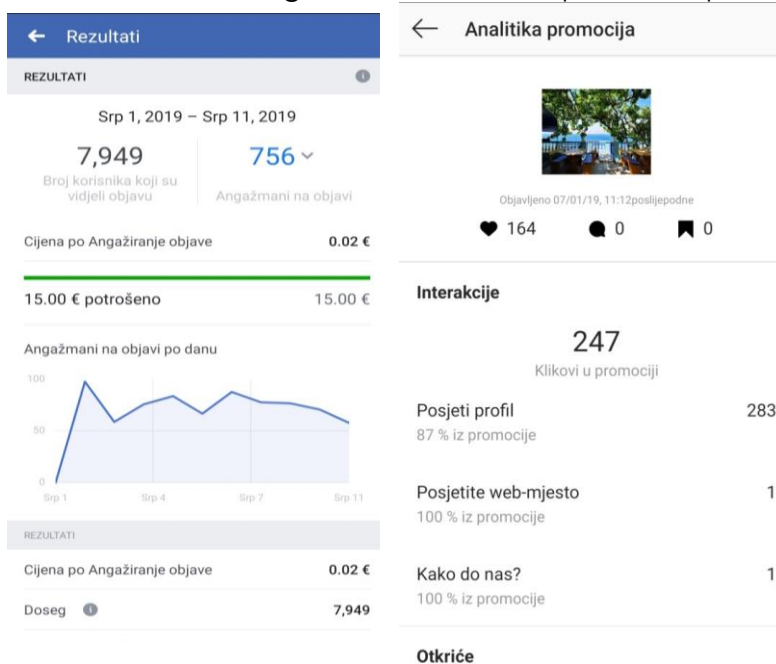 Rezultati
REZULTATI
Srp 1, 2019 – Srp 11, 2019
7,949
Broj korisnika koji su
vidjeli objavu
756
Angažmani na objavi
Cijena po Angažiranje objave 0.02 €
15.00 € potrošeno 15.00 €
Angažmani na objavi po danu
100
50
0
Srp 1 Srp 4 Srp 7 Srp 11
REZULTATI
Cijena po Angažiranje objave 0.02 €
Doseg 7,949
Analitika promocija
Objavljeno 07/01/19, 11:12poslijepodne
164 0 0
Interakcije
247
Klikovi u promociji
Posjeti profil 283
87 % iz promocije
Posjetite web-mjesto 1
100 % iz promocije
Kako do nas? 1
100 % iz promocije
Otkriće